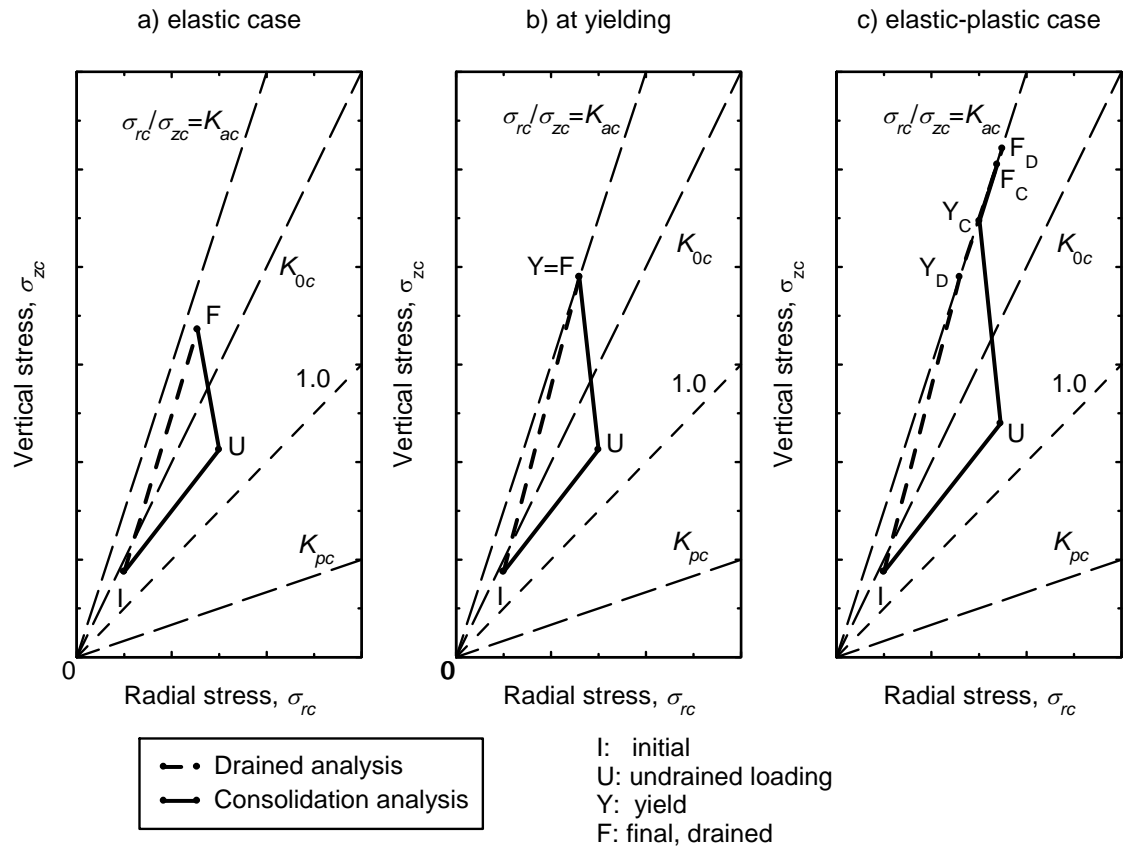 a) elastic case
σrc/σzc=Kac
K0c
F
U
1.0
Kpc
I
0
Vertical stress, σzc
Radial stress, σrc
b) at yielding
σrc/σzc=Kac
K0c
Y=F
U
1.0
Kpc
I
0
Vertical stress, σzc
Radial stress, σrc
c) elastic-plastic case
σrc/σzc=Kac
FD
FC
YC
K0c
YD
1.0
U
Kpc
I
Vertical stress, σzc
Radial stress, σrc
Drained analysis
Consolidation analysis
I: initial
U: undrained loading
Y: yield
F: final, drained